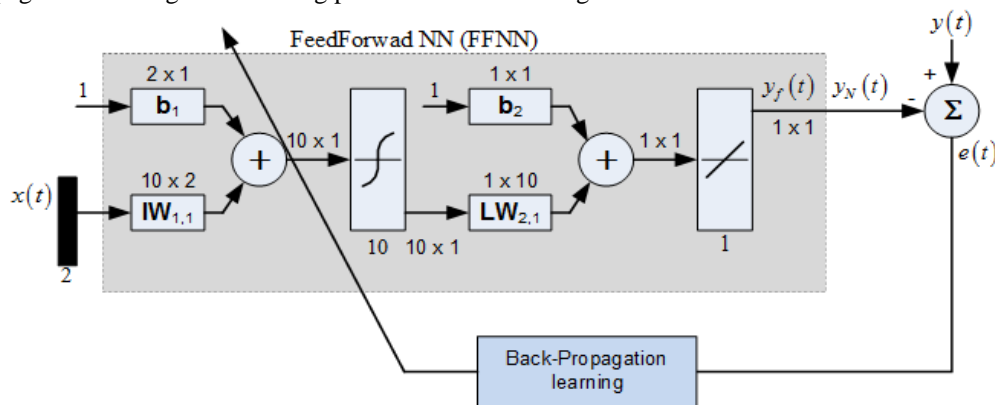 FeedForwad NN (FFNN)
y(t)
2 x 1
1 x 1
+
1
b1
1
b2
y_f(t)
y_N(t)
-
Σ
+
10 x 1
+
1 x 1
1 x 1
e(t)
x(t)
10 x 2
1 x 10
IW1,1
LW2,1
2
10
10 x 1
1
Back-Propagation
learning